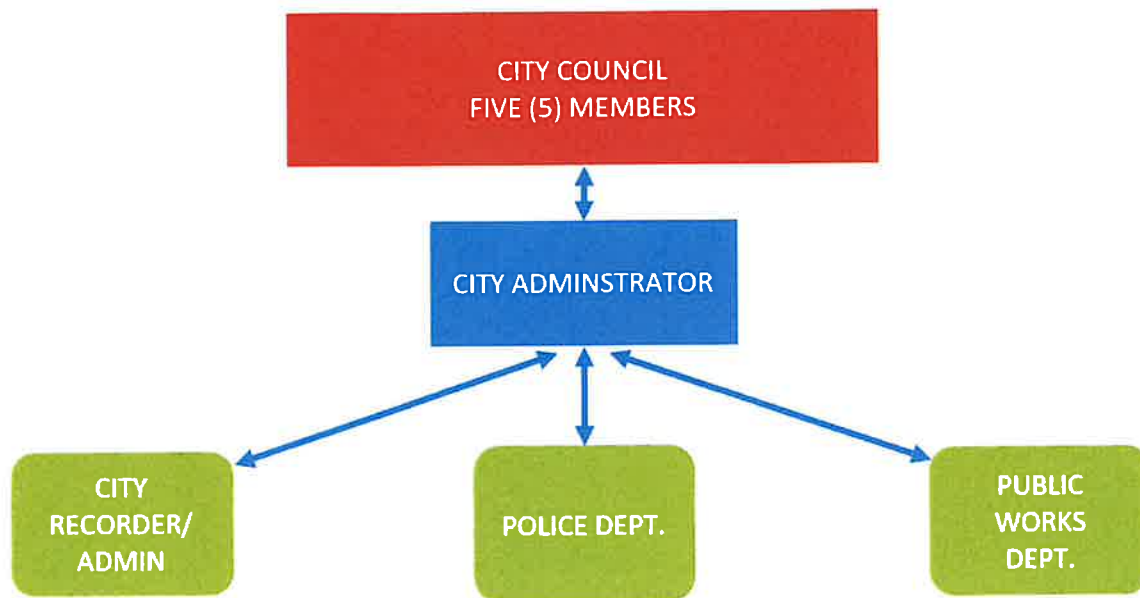 CITY COUNCIL
FIVE (5) MEMBERS
CITY ADMINSTRATOR
CITY
RECORDER/
ADMIN
POLICE DEPT.
PUBLIC
WORKS
DEPT.